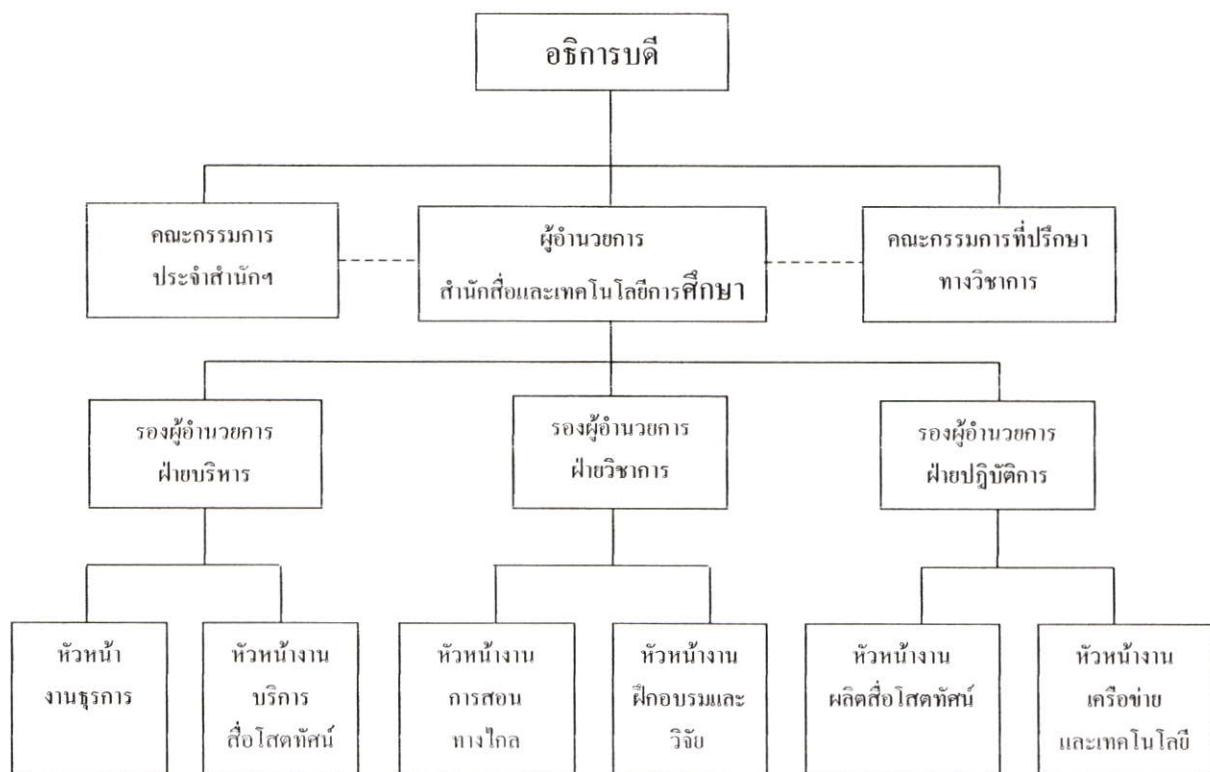 อธิการบดี
คณะกรรมการ
ประจำสำนักฯ
ผู้อำนวยการ
สำนักสื่อและเทคโนโลยีการศึกษา
คณะกรรมการที่ปรึกษา
ทางวิชาการ
รองผู้อำนวยการ
ฝ่ายบริหาร
รองผู้อำนวยการ
ฝ่ายวิชาการ
รองผู้อำนวยการ
ฝ่ายปฎิบัติการ
หัวหน้า
งานธุรการ
หัวหน้างาน
บริการ
สื่อโสตทัศน์
หัวหน้างาน
การสอน
ทางไกล
หัวหน้างาน
ฝึกอบรมและ
วิจัย
หัวหน้างาน
ผลิตสื่อโสตทัศน์
หัวหน้างาน
เครือข่าย
และเทคโนโลยี